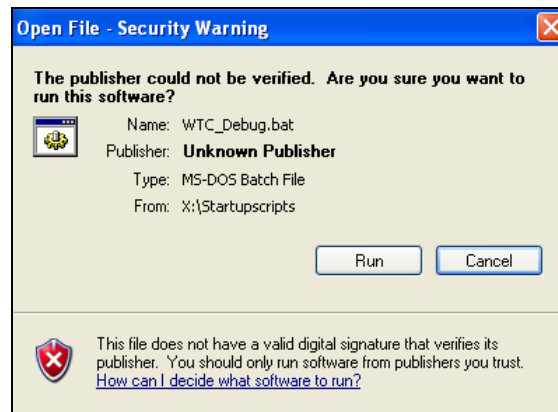 Open File - Security Warning
The publisher could not be verified.  Are you sure you want to
run this software?
Name: WTC_Debug.bat
Publisher: Unknown Publisher
Type: MS-DOS Batch File
From: X:\Startupscripts
Run Cancel
This file does not have a valid digital signature that verifies its
publisher.  You should only run software from publishers you trust.
How can I decide what software to run?